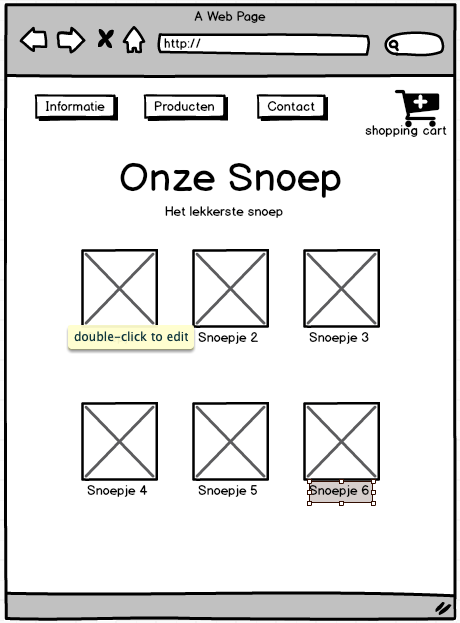 A Web Page
http://
Informatie
Producten
Contact
shopping cart
Onze Snoep
Het lekkerste snoep
double-click to edit
Snoepje 2
Snoepje 3
Snoepje 4
Snoepje 5
Snoepje 6